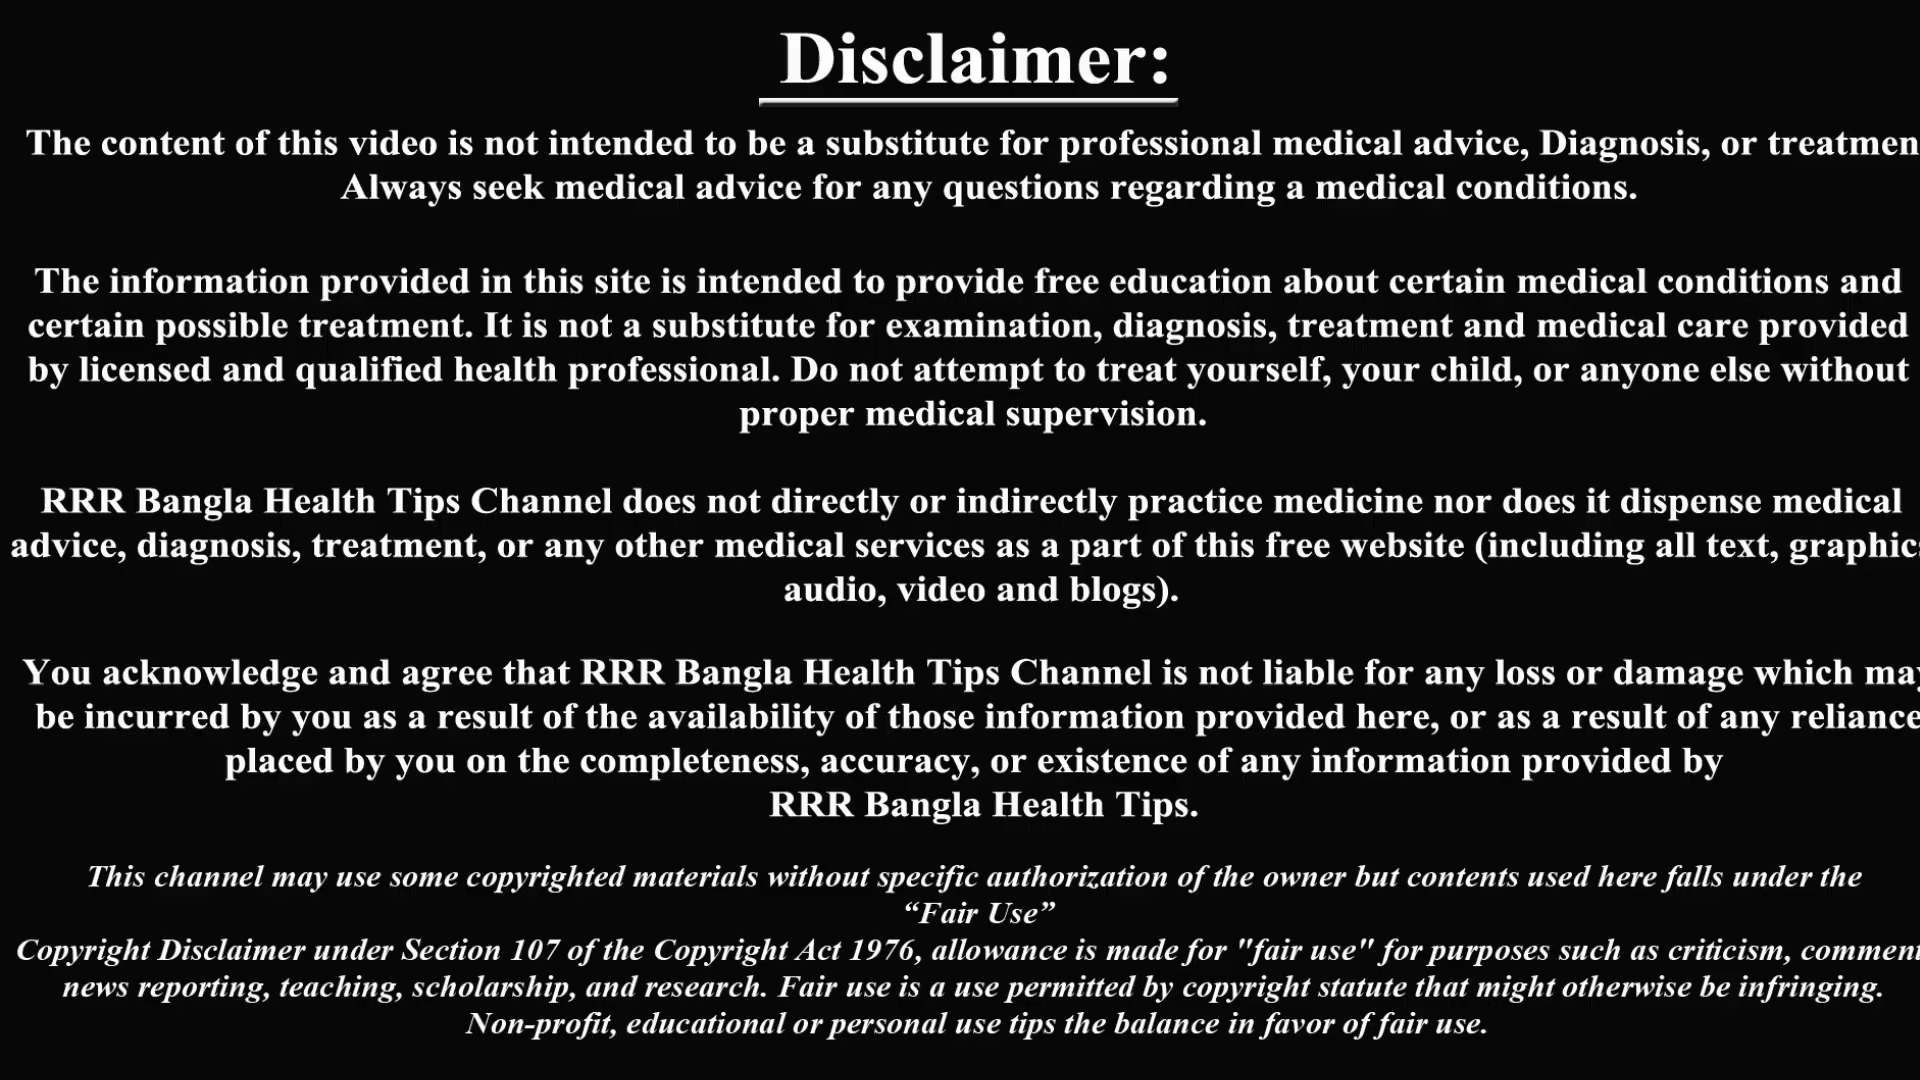 Disclaimer:
The content of this video is not intended to be a substitute for professional medical advice, Diagnosis, or treatmen
Always seek medical advice for any questions regarding a medical conditions.
The information provided in this site is intended to provide free education about certain medical conditions and
certain possible treatment. It is not a substitute for examination, diagnosis, treatment and medical care provided
by licensed and qualified health professional. Do not attempt to treat yourself, your child, or anyone else without
proper medical supervision.
RRR Bangla Health Tips Channel does not directly or indirectly practice medicine nor does it dispense medical
advice, diagnosis, treatment, or any other medical services as a part of this free website (including all text, graphics
audio, video and blogs).
You acknowledge and agree that RRR Bangla Health Tips Channel is not liable for any loss or damage which may
be incurred by you as a result of the availability of those information provided here, or as a result of any reliance
placed by you on the completeness, accuracy, or existence of any information provided by
RRR Bangla Health Tips.
This channel may use some copyrighted materials without specific authorization of the owner but contents used here falls under the
“Fair Use”
Copyright Disclaimer under Section 107 of the Copyright Act 1976, allowance is made for "fair use" for purposes such as criticism, comment
news reporting, teaching, scholarship, and research. Fair use is a use permitted by copyright statute that might otherwise be infringing.
Non-profit, educational or personal use tips the balance in favor of fair use.